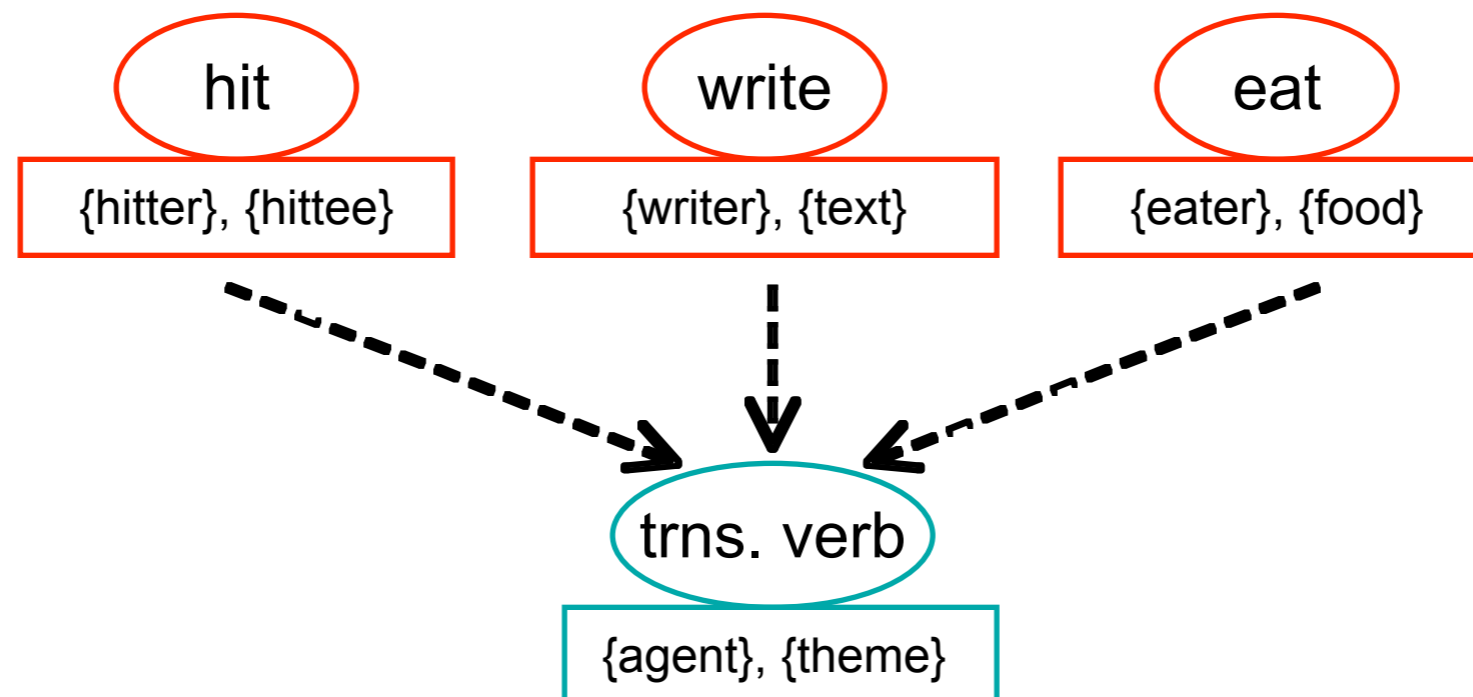 hit
write
eat
{hitter}, {hittee}
{writer}, {text}
{eater}, {food}
trns. verb
{agent}, {theme}